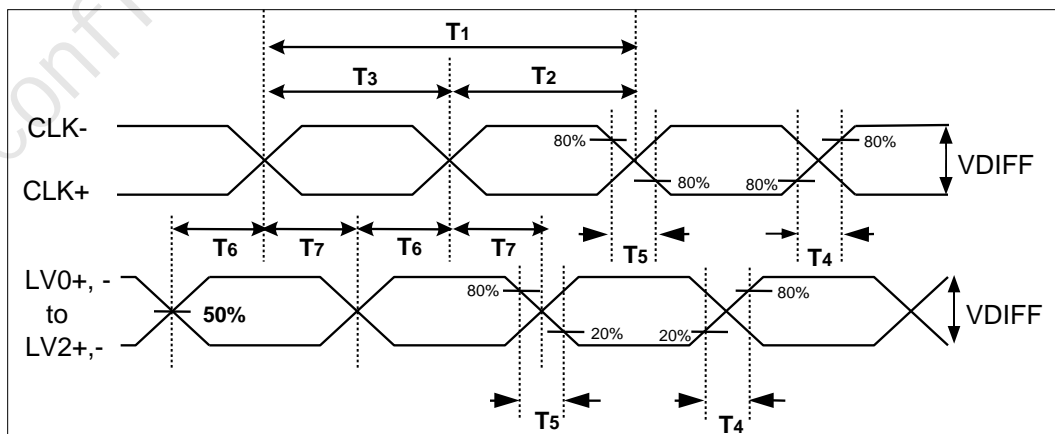 conf
T1
T3 T2
CLK- 80% 80% VDIFF
CLK+ 80% 80%
T6 T7 T6 T7 T5 T4
LV0+, - 80% 80% VDIFF
to 50%
LV2+,- 20% 20%
T5 T4